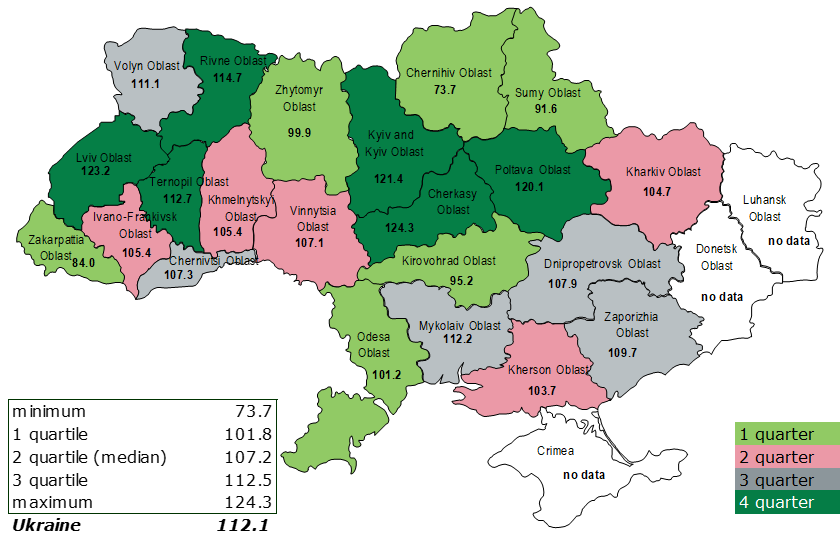 Volyn Oblast
111.1
Rivne Oblast
114.7
Zhytomyr
Oblast
99.9
Chernihiv Oblast
73.7
Sumy Oblast
91.6
Kyiv and
Kyiv Oblast
121.4
Lviv Oblast
123.2
Ternopil Oblast
112.7
Khmelnytskyi
Oblast
105.4
Vinnytsia
Oblast
107.1
Cherkasy
Oblast
124.3
Poltava Oblast
120.1
Kharkiv Oblast
104.7
Luhansk
Oblast
no data
Donetsk
Oblast
no data
Zakarpattia
Oblast
84.0
Ivano-Frankivsk
Oblast
105.4
Chernivtsi Oblast
107.3
Kirovohrad Oblast
95.2
Dnipropetrovsk Oblast
107.9
Zaporizhia
Oblast
109.7
Odesa
Oblast
101.2
Mykolaiv Oblast
112.2
Kherson Oblast
103.7
Crimea
no data
minimum 73.7
1 quartile 101.8
2 quartile (median) 107.2
3 quartile 112.5
maximum 124.3
Ukraine 112.1
1 quarter
2 quarter
3 quarter
4 quarter